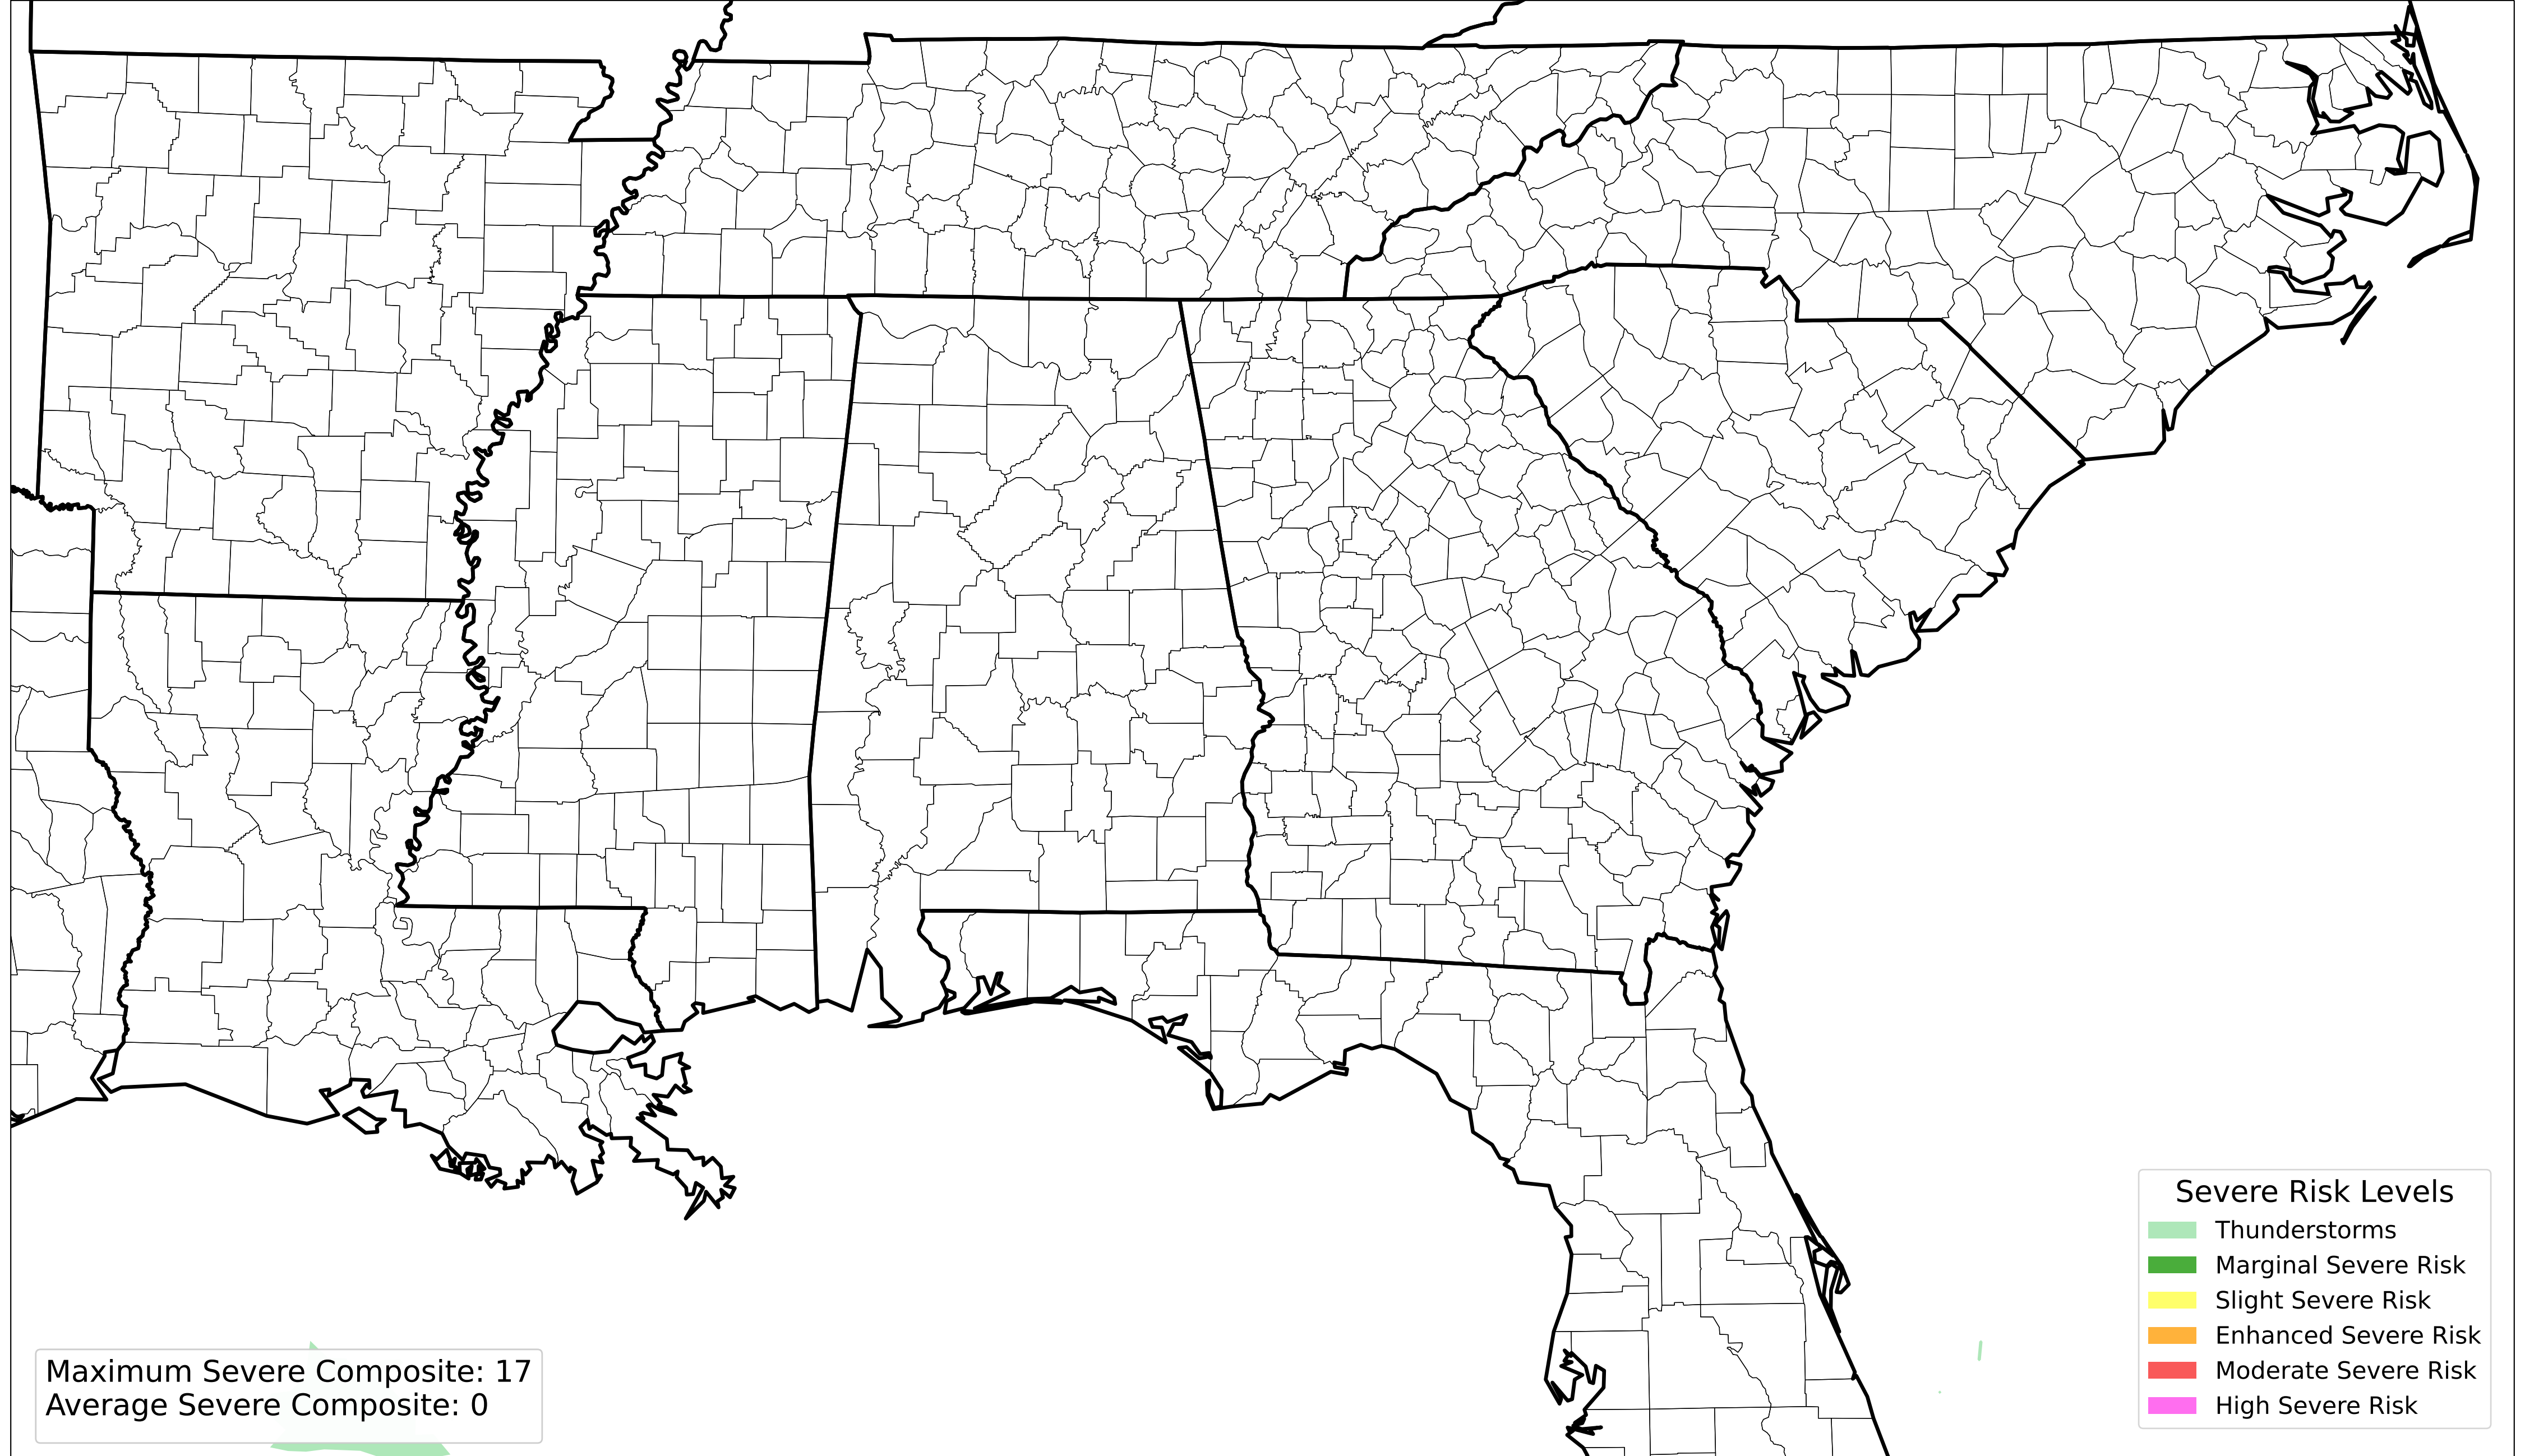 Maximum Severe Composite: 17
Average Severe Composite: 0
Severe Risk Levels
Thunderstorms
Marginal Severe Risk
Slight Severe Risk
Enhanced Severe Risk
Moderate Severe Risk
High Severe Risk